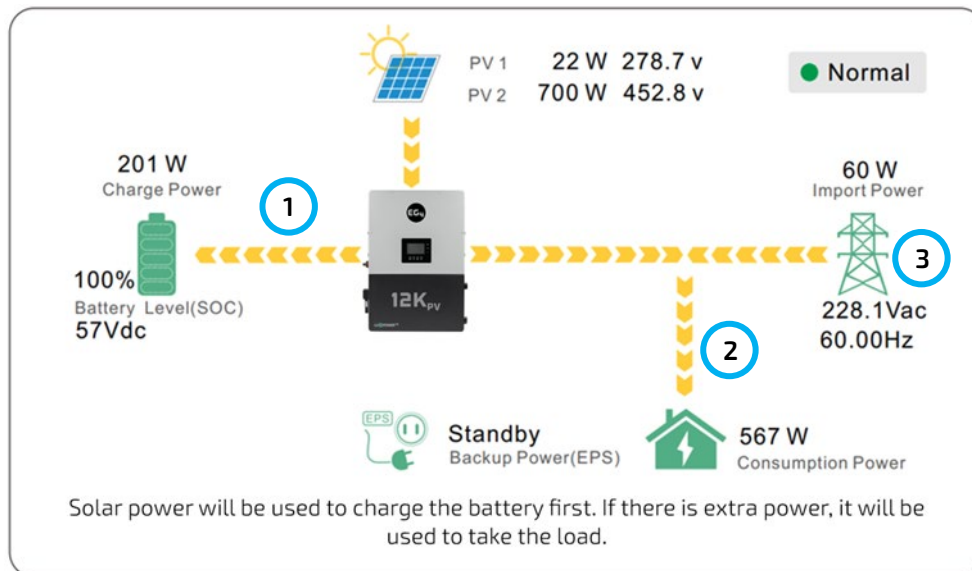 PV 1 22 W 278.7 v
PV 2 700 W 452.8 v
Normal
201 W
Charge Power
1
60 W
Import Power
EG4
3
100%
Battery Level(SOC)
57Vdc
12KPV
228.1Vac
60.00Hz
2
EPS
Standby
Backup Power(EPS)
567 W
Consumption Power
Solar power will be used to charge the battery first. If there is extra power, it will be
used to take the load.